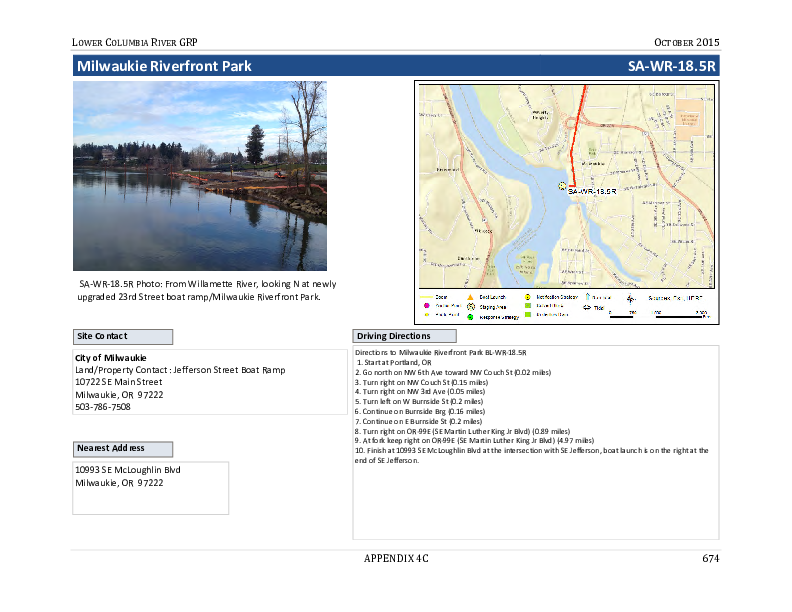 LOWER COLUMBIA RIVER GRP
OCTOBER 2015
Milwaukie Riverfront Park
SA-WR-18.5R
SA-WR-18.5R
SA-WR-18.5R Photo: From Willamette River, looking N at newly
upgraded 23rd Street boat ramp/Milwaukie Riverfront Park.
Boat Launch
Staging Area
Response Strategy
Notification Strategy
Site Contact
City of Milwaukie
Land/Property Contact : Jefferson Street Boat Ramp
10722 SE Main Street
Milwaukie, OR 97222
503-786-7508
Nearest Address
10993 SE McLoughlin Blvd
Milwaukie, OR 97222
Driving Directions
Directions to Milwaukie Riverfront Park BL-WR-18.5R
1. Start at Portland, OR
2. Go north on NW 6th Ave toward NW Couch St (0.02 miles)
3. Turn right on NW Couch St (0.15 miles)
4. Turn right on NW 3rd Ave (0.05 miles)
5. Turn left on W Burnside St (0.2 miles)
6. Continue on Burnside Brg (0.16 miles)
7. Continue on E Burnside St (0.2 miles)
8. Turn right on OR-99E (SE Martin Luther King Jr Blvd) (0.89 miles)
9. At fork keep right on OR-99E (SE Martin Luther King Jr Blvd) (4.97 miles)
10. Finish at 10993 SE McLoughlin Blvd at the intersection with SE Jefferson, boat launch is on the right at the
end of SE Jefferson.
APPENDIX 4C
674